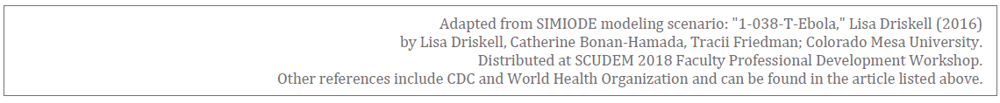 Adapted from SIMIODE modeling scenario: "1-038-T-Ebola," Lisa Driskell (2016)
by Lisa Driskell, Catherine Bonan-Hamada, Tracii Friedman; Colorado Mesa University.
Distributed at SCUDEM 2018 Faculty Professional Development Workshop.
Other references include CDC and World Health Organization and can be found in the article listed above.